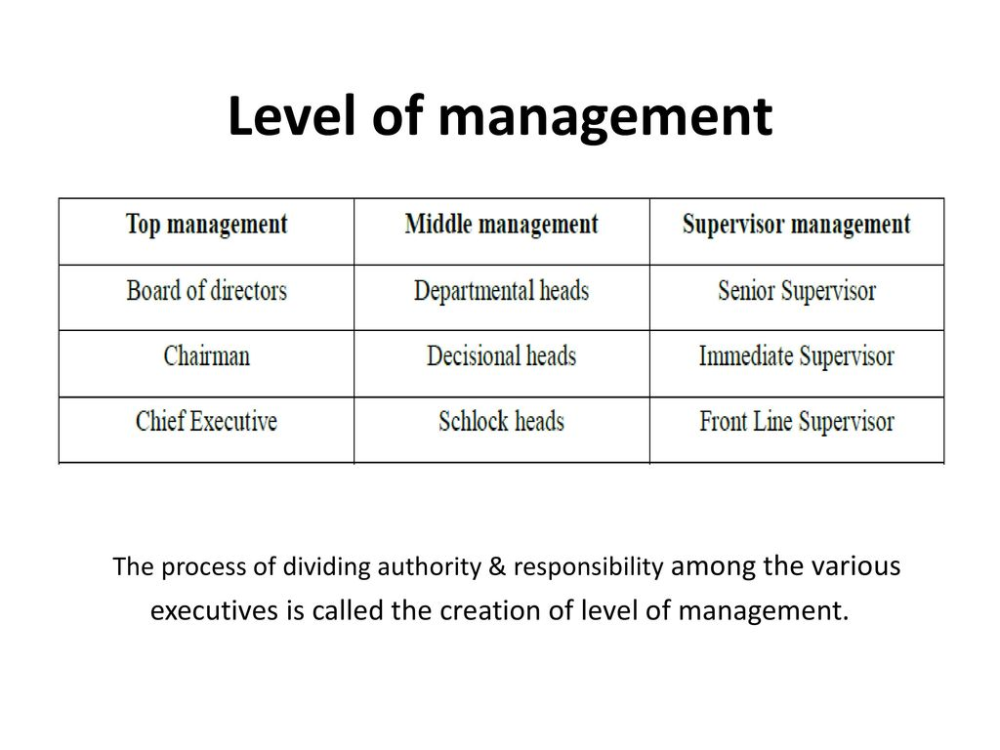 Level of management
Top management Middle management Supervisor management
Board of directors Departmental heads Senior Supervisor
Chairman Decisional heads Immediate Supervisor
Chief Executive Schlock heads Front Line Supervisor
The process of dividing authority & responsibility among the various
executives is called the creation of level of management.